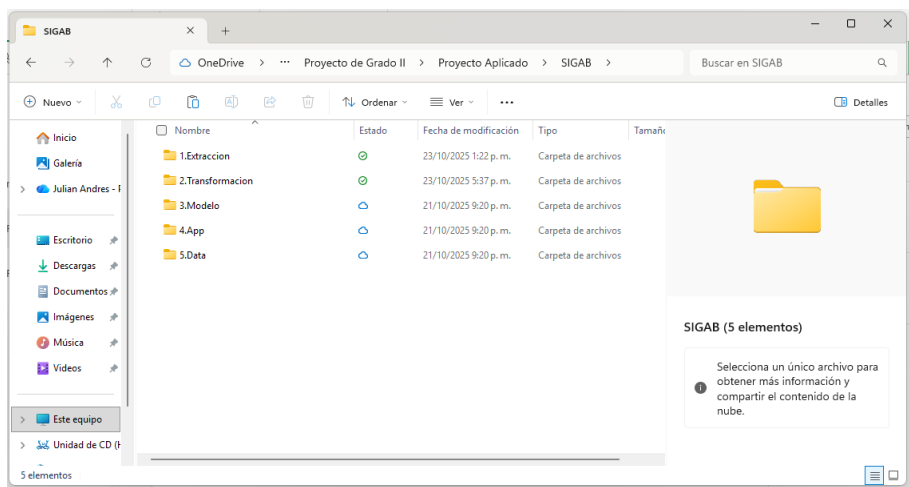 SIGAB
OneDrive > ... Proyecto de Grado II > Proyecto Aplicado > SIGAB >
Buscar en SIGAB
Nuevo
Ordenar
Ver
...
Detalles
Inicio
Galería
Julian Andres -
Escritorio
Descargas
Documentos
Imágenes
Música
Videos
Este equipo
Unidad de CD (
Nombre Estado Fecha de modificación Tipo Tamañ
1.Extraccion 23/10/2025 1:22 p. m. Carpeta de archivos
2.Transformacion 23/10/2025 5:37 p. m. Carpeta de archivos
3.Modelo 21/10/2025 9:20 p. m. Carpeta de archivos
4.App 21/10/2025 9:20 p. m. Carpeta de archivos
5.Data 21/10/2025 9:20 p. m. Carpeta de archivos
SIGAB (5 elementos)
Selecciona un único archivo para
obtener más información y
compartir el contenido de la
nube.
5 elementos